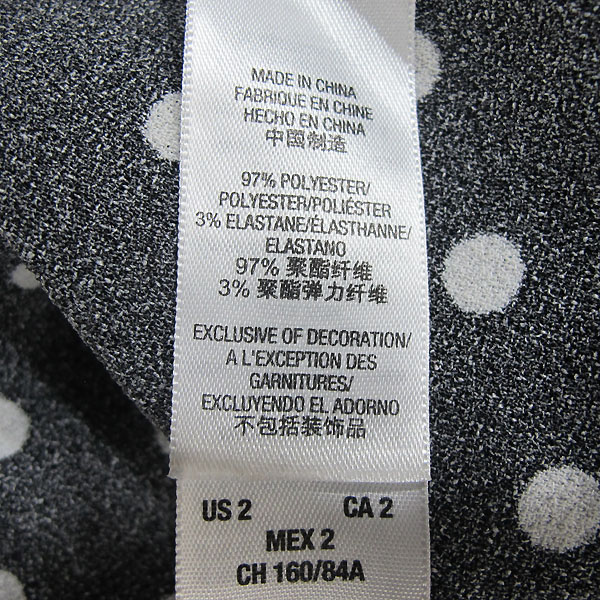 MADE IN CHINA
FABRIQUE EN CHINE
HECHO EN CHINA
中国制造
97% POLYESTER/
POLYESTER/POLIÉSTER
3% ELASTANE/ÉLASTHANNE/
ELASTANO
97% 聚酯纤维
3% 聚酯弹力纤维
EXCLUSIVE OF DECORATION/
A L'EXCEPTION DES
GARNITURES/
EXCLUYENDO EL ADORNO
不包括装饰品
US 2 CA 2
MEX 2
CH 160/84A